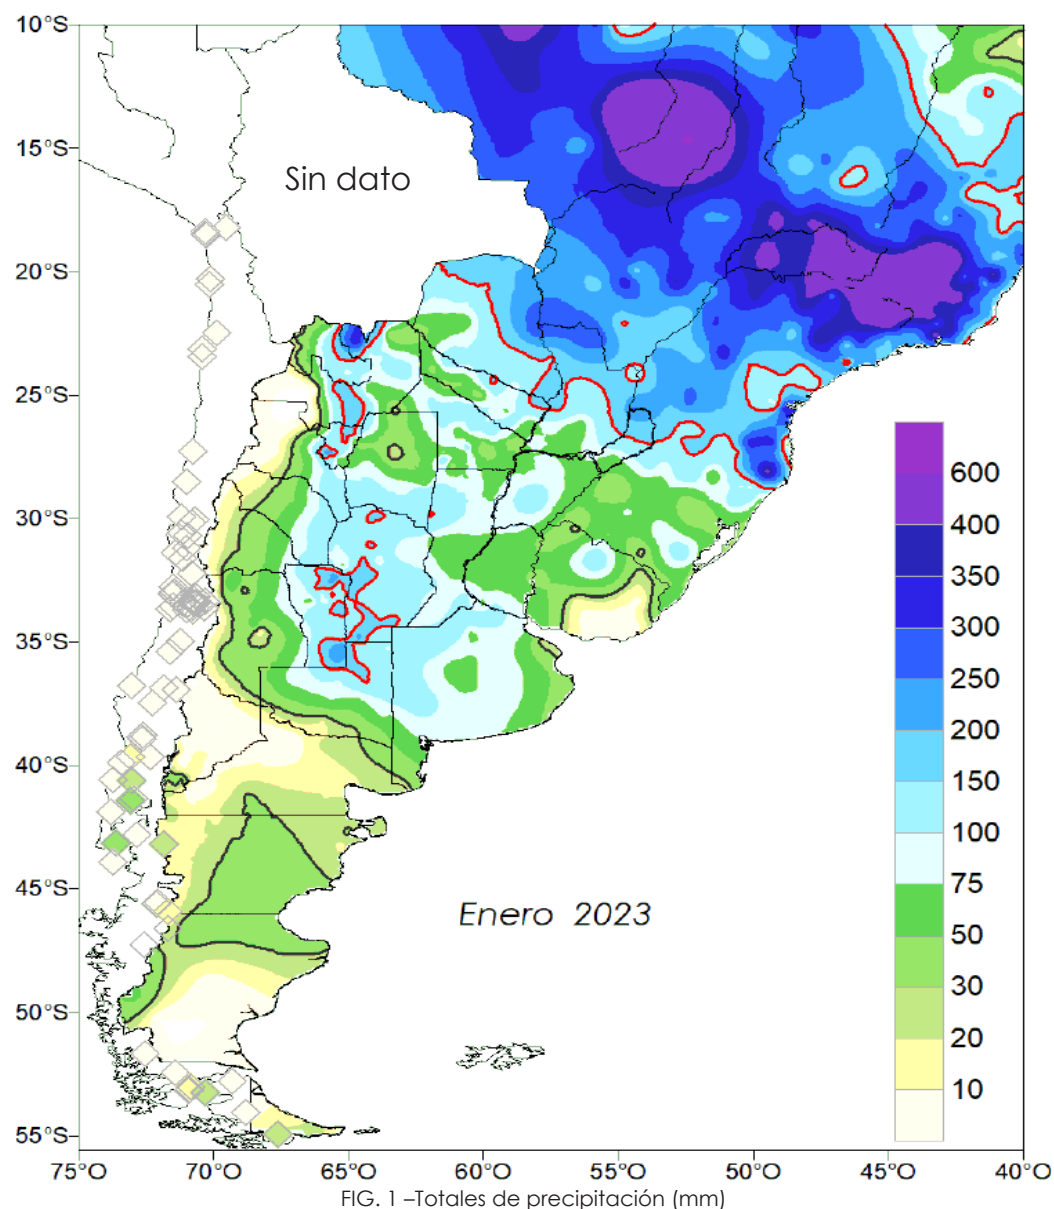 10°S
15°S
Sin dato
20°S
25°S
30°S
35°S
40°S
45°S
50°S
55°S
600
400
350
300
250
200
150
100
75
50
30
20
10
Enero 2023
75°O 70°O 65°O 60°O 55°O 50°O 45°O 40°O
FIG. 1 –Totales de precipitación (mm)